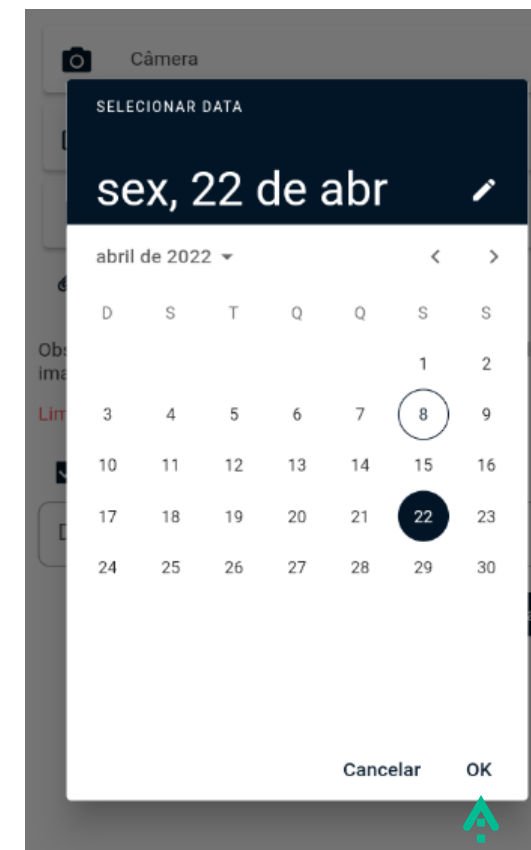 Câmera
SELECIONAR DATA
sex, 22 de abr
abril de 2022
D S T Q Q S S
1 2
3 4 5 6 7 8 9
10 11 12 13 14 15 16
Lim
17 18 19 20 21 22 23
24 25 26 27 28 29 30
Cancelar OK